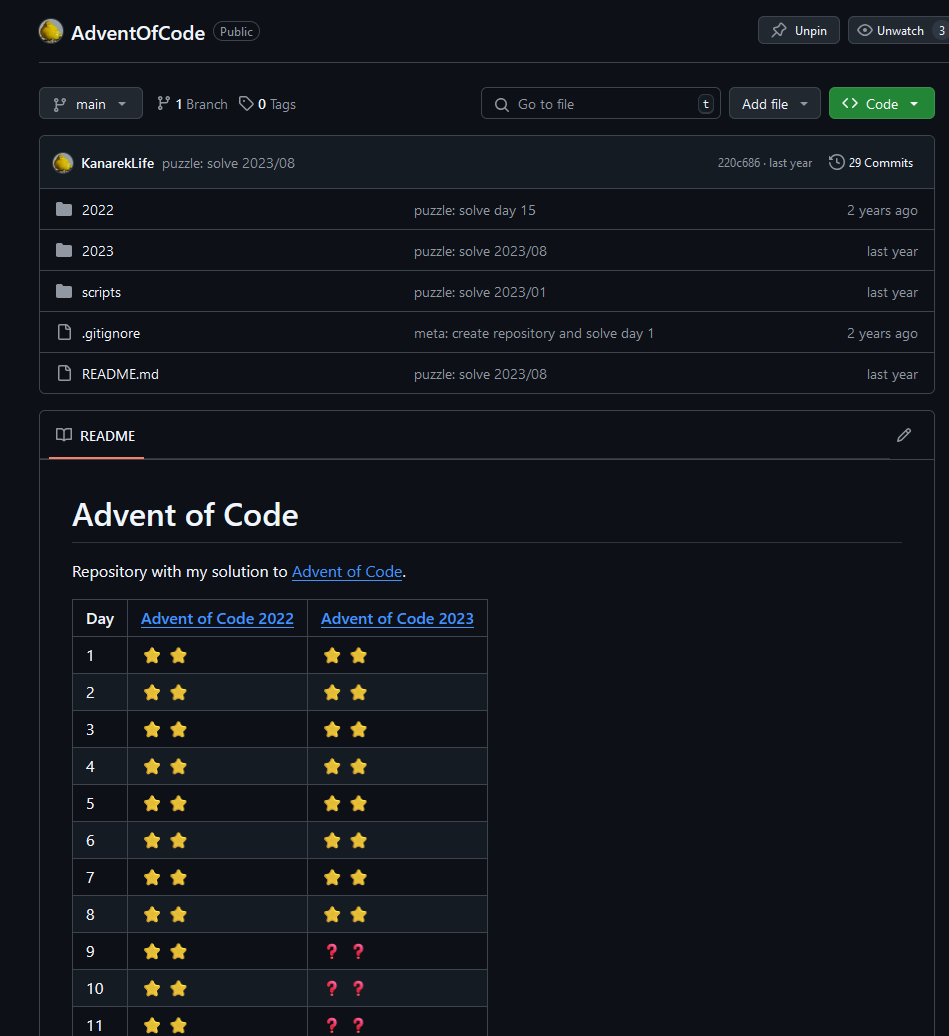 AdventOfCode Public Unpin Unwatch 3
main 1 Branch 0 Tags Go to file t Add file Code
KanarekLife puzzle: solve 2023/08 220c686 · last year 29 Commits
2022 puzzle: solve day 15 2 years ago
2023 puzzle: solve 2023/08 last year
scripts puzzle: solve 2023/01 last year
.gitignore meta: create repository and solve day 1 2 years ago
README.md puzzle: solve 2023/08 last year
README
Advent of Code
Repository with my solution to Advent of Code.
Day Advent of Code 2022 Advent of Code 2023
1 ⭐ ⭐ ⭐ ⭐
2 ⭐ ⭐ ⭐ ⭐
3 ⭐ ⭐ ⭐ ⭐
4 ⭐ ⭐ ⭐ ⭐
5 ⭐ ⭐ ⭐ ⭐
6 ⭐ ⭐ ⭐ ⭐
7 ⭐ ⭐ ⭐ ⭐
8 ⭐ ⭐ ⭐ ⭐
9 ⭐ ⭐ ❓ ❓
10 ⭐ ⭐ ❓ ❓
11 ⭐ ⭐ ❓ ❓